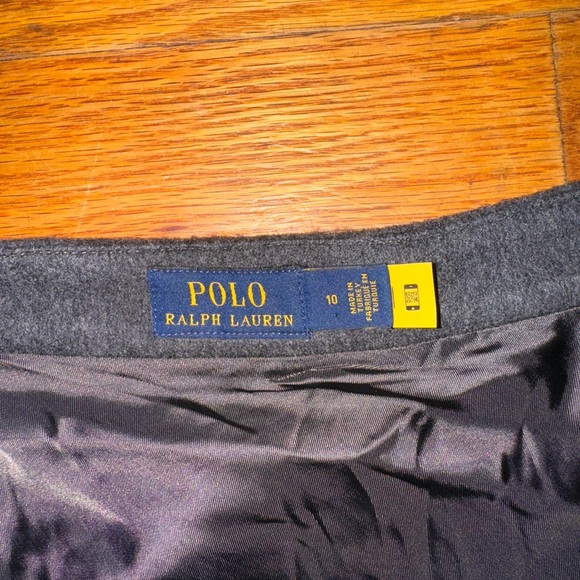 POLO
RALPH LAUREN
10
MADE IN
TURKEY
FABRIQUÉ EN
TURQUIE